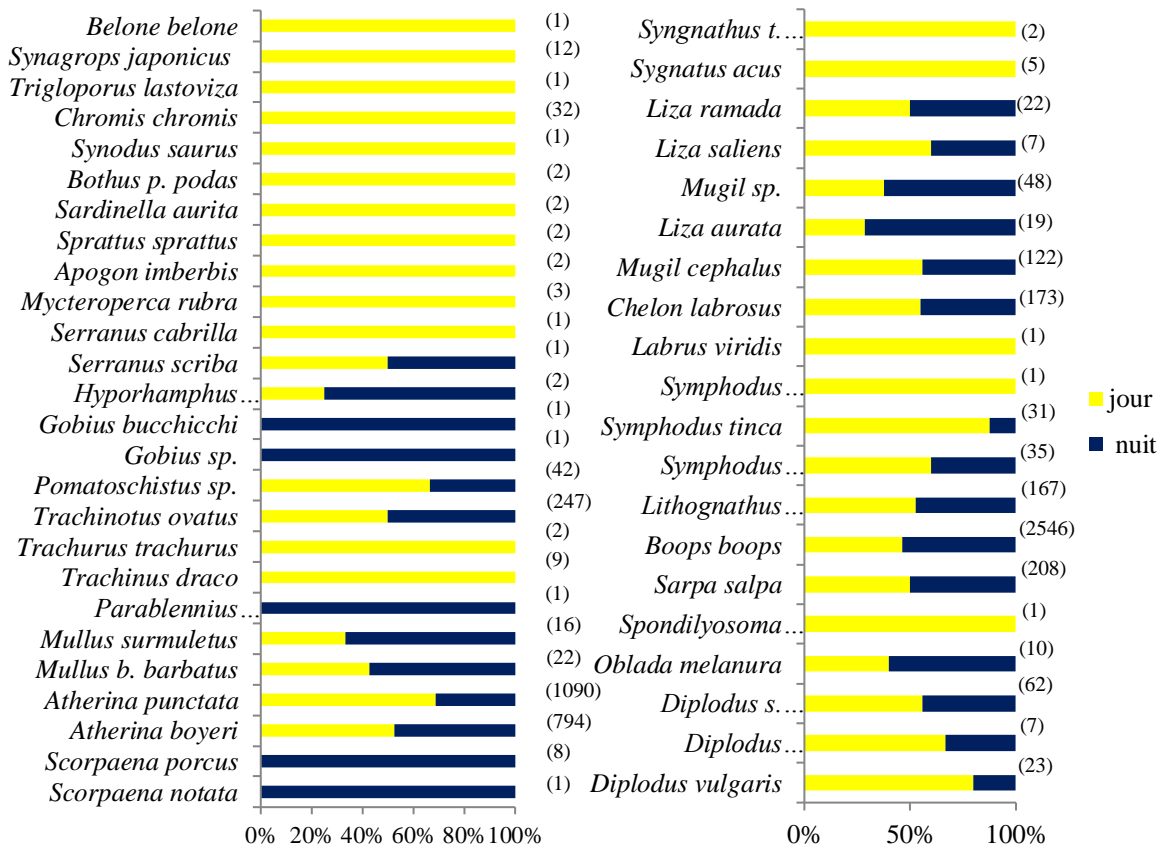 Belone belone (1)
Synagrops japonicus (12)
Trigloporus lastoviza (1)
Chromis chromis (32)
Synodus saurus (1)
Bothus p. podas (2)
Sardinella aurita (2)
Sprattus sprattus (2)
Apogon imberbis (2)
Mycteroperca rubra (3)
Serranus cabrilla (1)
Serranus scriba (1)
Hyporhamphus ... (2)
Gobius bucchicchi (1)
Gobius sp. (1)
Pomatoschistus sp. (42)
Trachinotus ovatus (247)
Trachurus trachurus (2)
Trachinus draco (9)
Parablennius ... (1)
Mullus surmuletus (16)
Mullus b. barbatus (22)
Atherina punctata (1090)
Atherina boyeri (794)
Scorpaena porcus (8)
Scorpaena notata (1)
0% 20% 40% 60% 80% 100%
Syngnathus t. ... (2)
Sygnatus acus (5)
Liza ramada (22)
Liza saliens (7)
Mugil sp. (48)
Liza aurata (19)
Mugil cephalus (122)
Chelon labrosus (173)
Labrus viridis (1)
Symphodus ... (1)
Symphodus tinca (31)
Symphodus ... (35)
Lithognathus ... (167)
Boops boops (2546)
Sarpa salpa (208)
Spondilyosoma ... (1)
Oblada melanura (10)
Diplodus s. ... (62)
Diplodus ... (7)
Diplodus vulgaris (23)
0% 50% 100%
jour
nuit